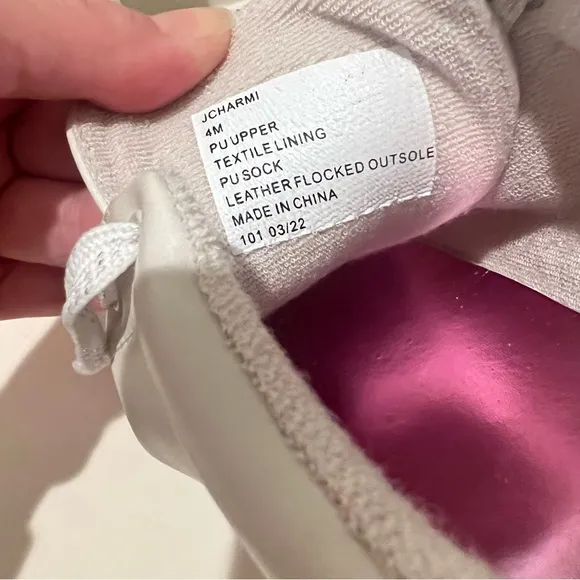 JCHARMI
4M
PU UPPER
TEXTILE LINING
PU SOCK
LEATHER FLOCKED OUTSOLE
MADE IN CHINA
101 03/22